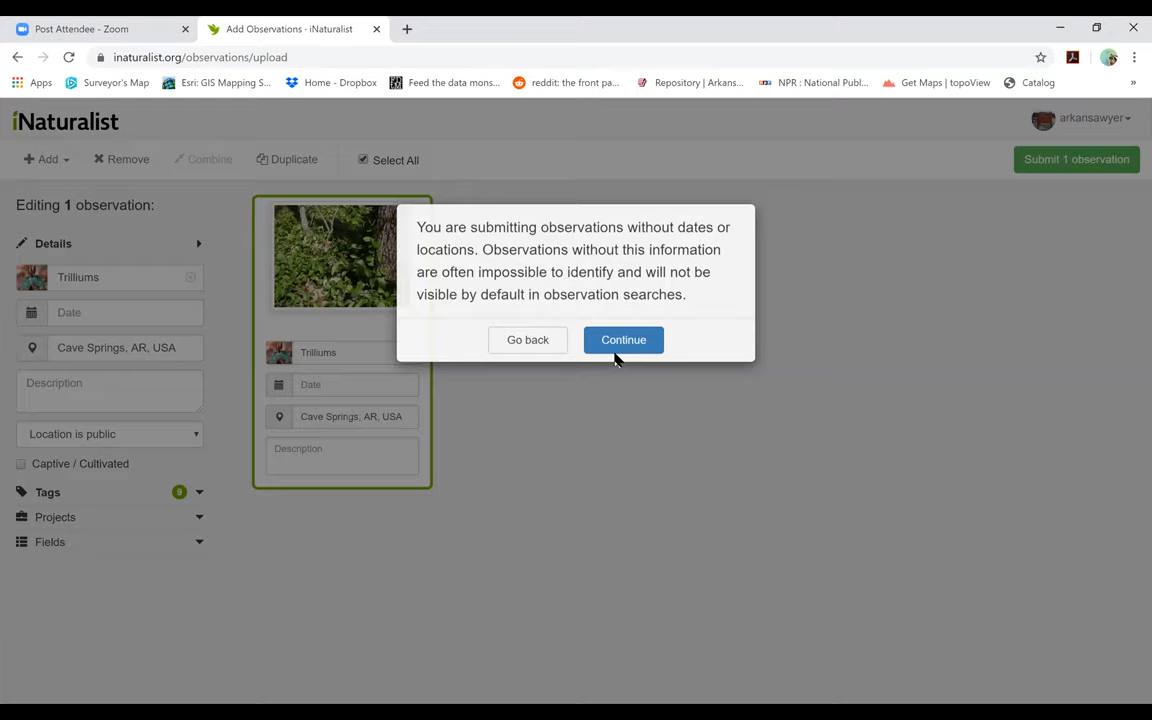 Post Attendee - Zoom
Add Observations · iNaturalist
inaturalist.org/observations/upload
Apps
Surveyor's Map
Esri: GIS Mapping S...
Home - Dropbox
Feed the data mons...
reddit: the front pa...
Repository | Arkans...
NPR : National Publ...
Get Maps | topoView
Catalog
»
iNaturalist
arkansawyer
Add
Remove
Combine
Duplicate
Select All
Submit 1 observation
Editing 1 observation:
Details
Trilliums
Date
Cave Springs, AR, USA
Description
Location is public
Captive / Cultivated
Tags
9
Projects
Fields
Trilliums
Date
Cave Springs, AR, USA
Description
You are submitting observations without dates or
locations. Observations without this information
are often impossible to identify and will not be
visible by default in observation searches.
Go back
Continue